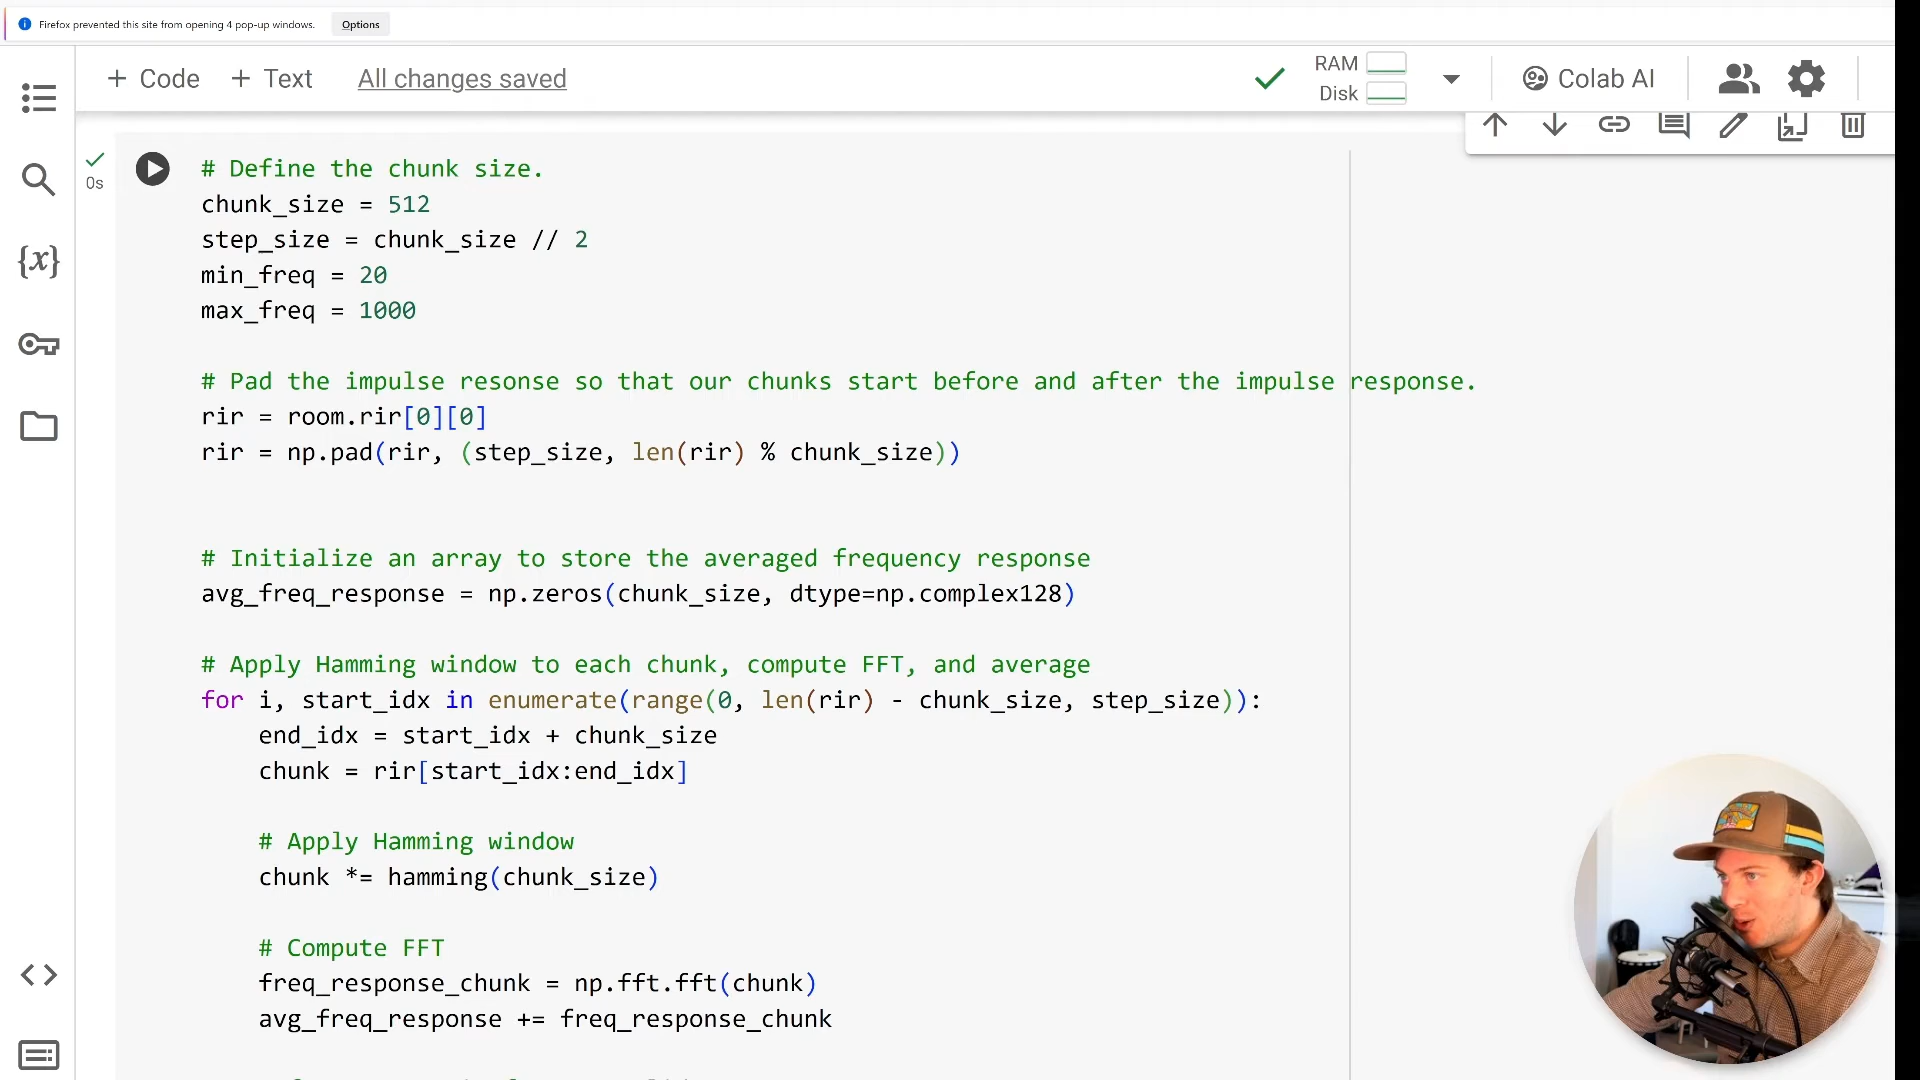 Firefox prevented this site from opening 4 pop-up windows. Options
+ Code + Text All changes saved RAM Disk Colab AI
0s
# Define the chunk size.
chunk_size = 512
step_size = chunk_size // 2
min_freq = 20
max_freq = 1000
# Pad the impulse resonse so that our chunks start before and after the impulse response.
rir = room.rir[0][0]
rir = np.pad(rir, (step_size, len(rir) % chunk_size))
# Initialize an array to store the averaged frequency response
avg_freq_response = np.zeros(chunk_size, dtype=np.complex128)
# Apply Hamming window to each chunk, compute FFT, and average
for i, start_idx in enumerate(range(0, len(rir) - chunk_size, step_size)):
    end_idx = start_idx + chunk_size
    chunk = rir[start_idx:end_idx]
    # Apply Hamming window
    chunk *= hamming(chunk_size)
    # Compute FFT
    freq_response_chunk = np.fft.fft(chunk)
    avg_freq_response += freq_response_chunk